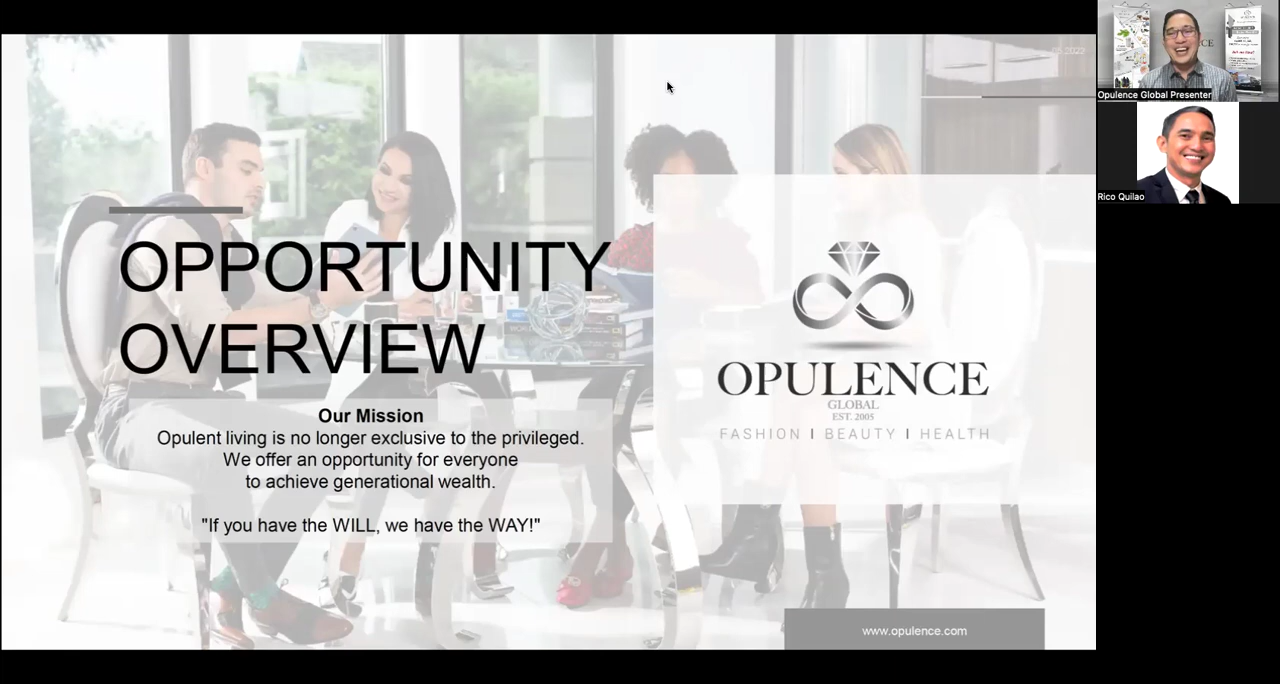 05.2022
OPPORTUNITY
OVERVIEW
Our Mission
Opulent living is no longer exclusive to the privileged.
We offer an opportunity for everyone
to achieve generational wealth.
"If you have the WILL, we have the WAY!"
OPULENCE
GLOBAL
EST. 2005
FASHION I BEAUTY I HEALTH
www.opulence.com
Opulence Global Presenter
Rico Quilao